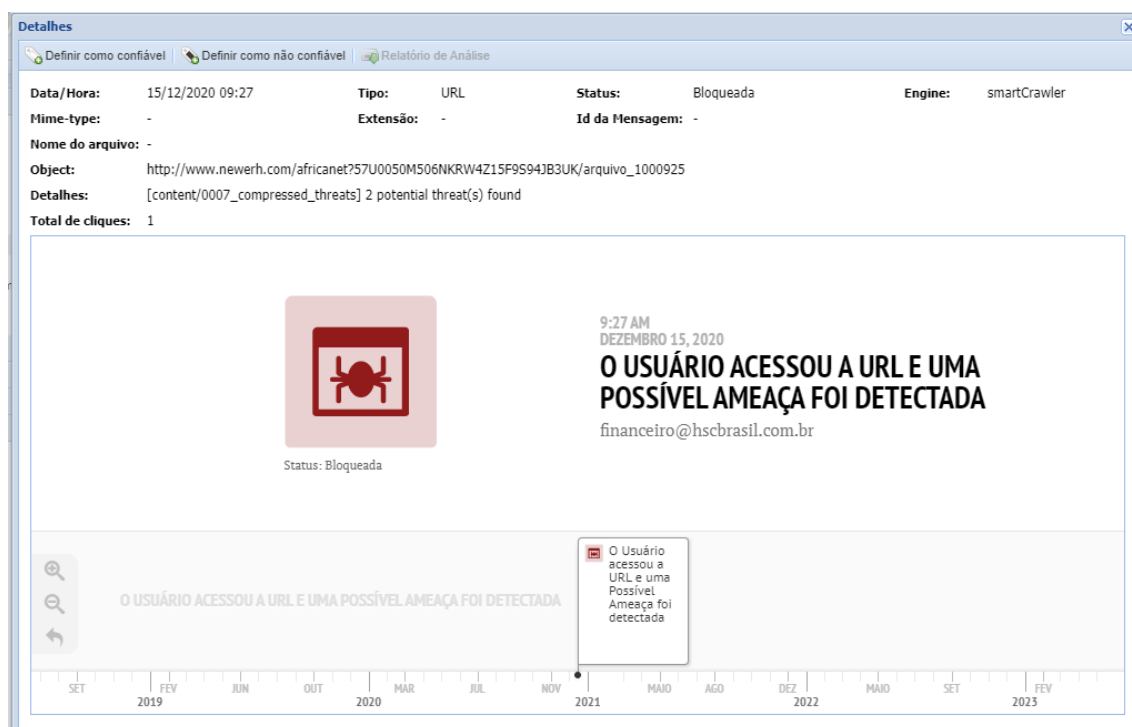 Detalhes
Definir como confiável Definir como não confiável Relatório de Análise
Data/Hora: 15/12/2020 09:27 Tipo: URL Status: Bloqueada Engine: smartCrawler
Mime-type: - Extensão: - Id da Mensagem: -
Nome do arquivo: -
Object: http://www.newerh.com/africanet?57U0050M506NKRW4Z15F9S94JB3UK/arquivo_1000925
Detalhes: [content/0007_compressed_threats] 2 potential threat(s) found
Total de cliques: 1
9:27 AM
DEZEMBRO 15, 2020
O USUÁRIO ACESSOU A URL E UMA
POSSÍVEL AMEAÇA FOI DETECTADA
financeiro@hscbrasil.com.br
Status: Bloqueada
O USUÁRIO ACESSOU A URL E UMA POSSÍVEL AMEAÇA FOI DETECTADA
O Usuário
acessou a
URL e uma
Possível
Ameaça foi
detectada
SET FEV JUN OUT MAR JUL NOV MAIO AGO DEZ MAIO SET FEV
2019 2020 2021 2022 2023